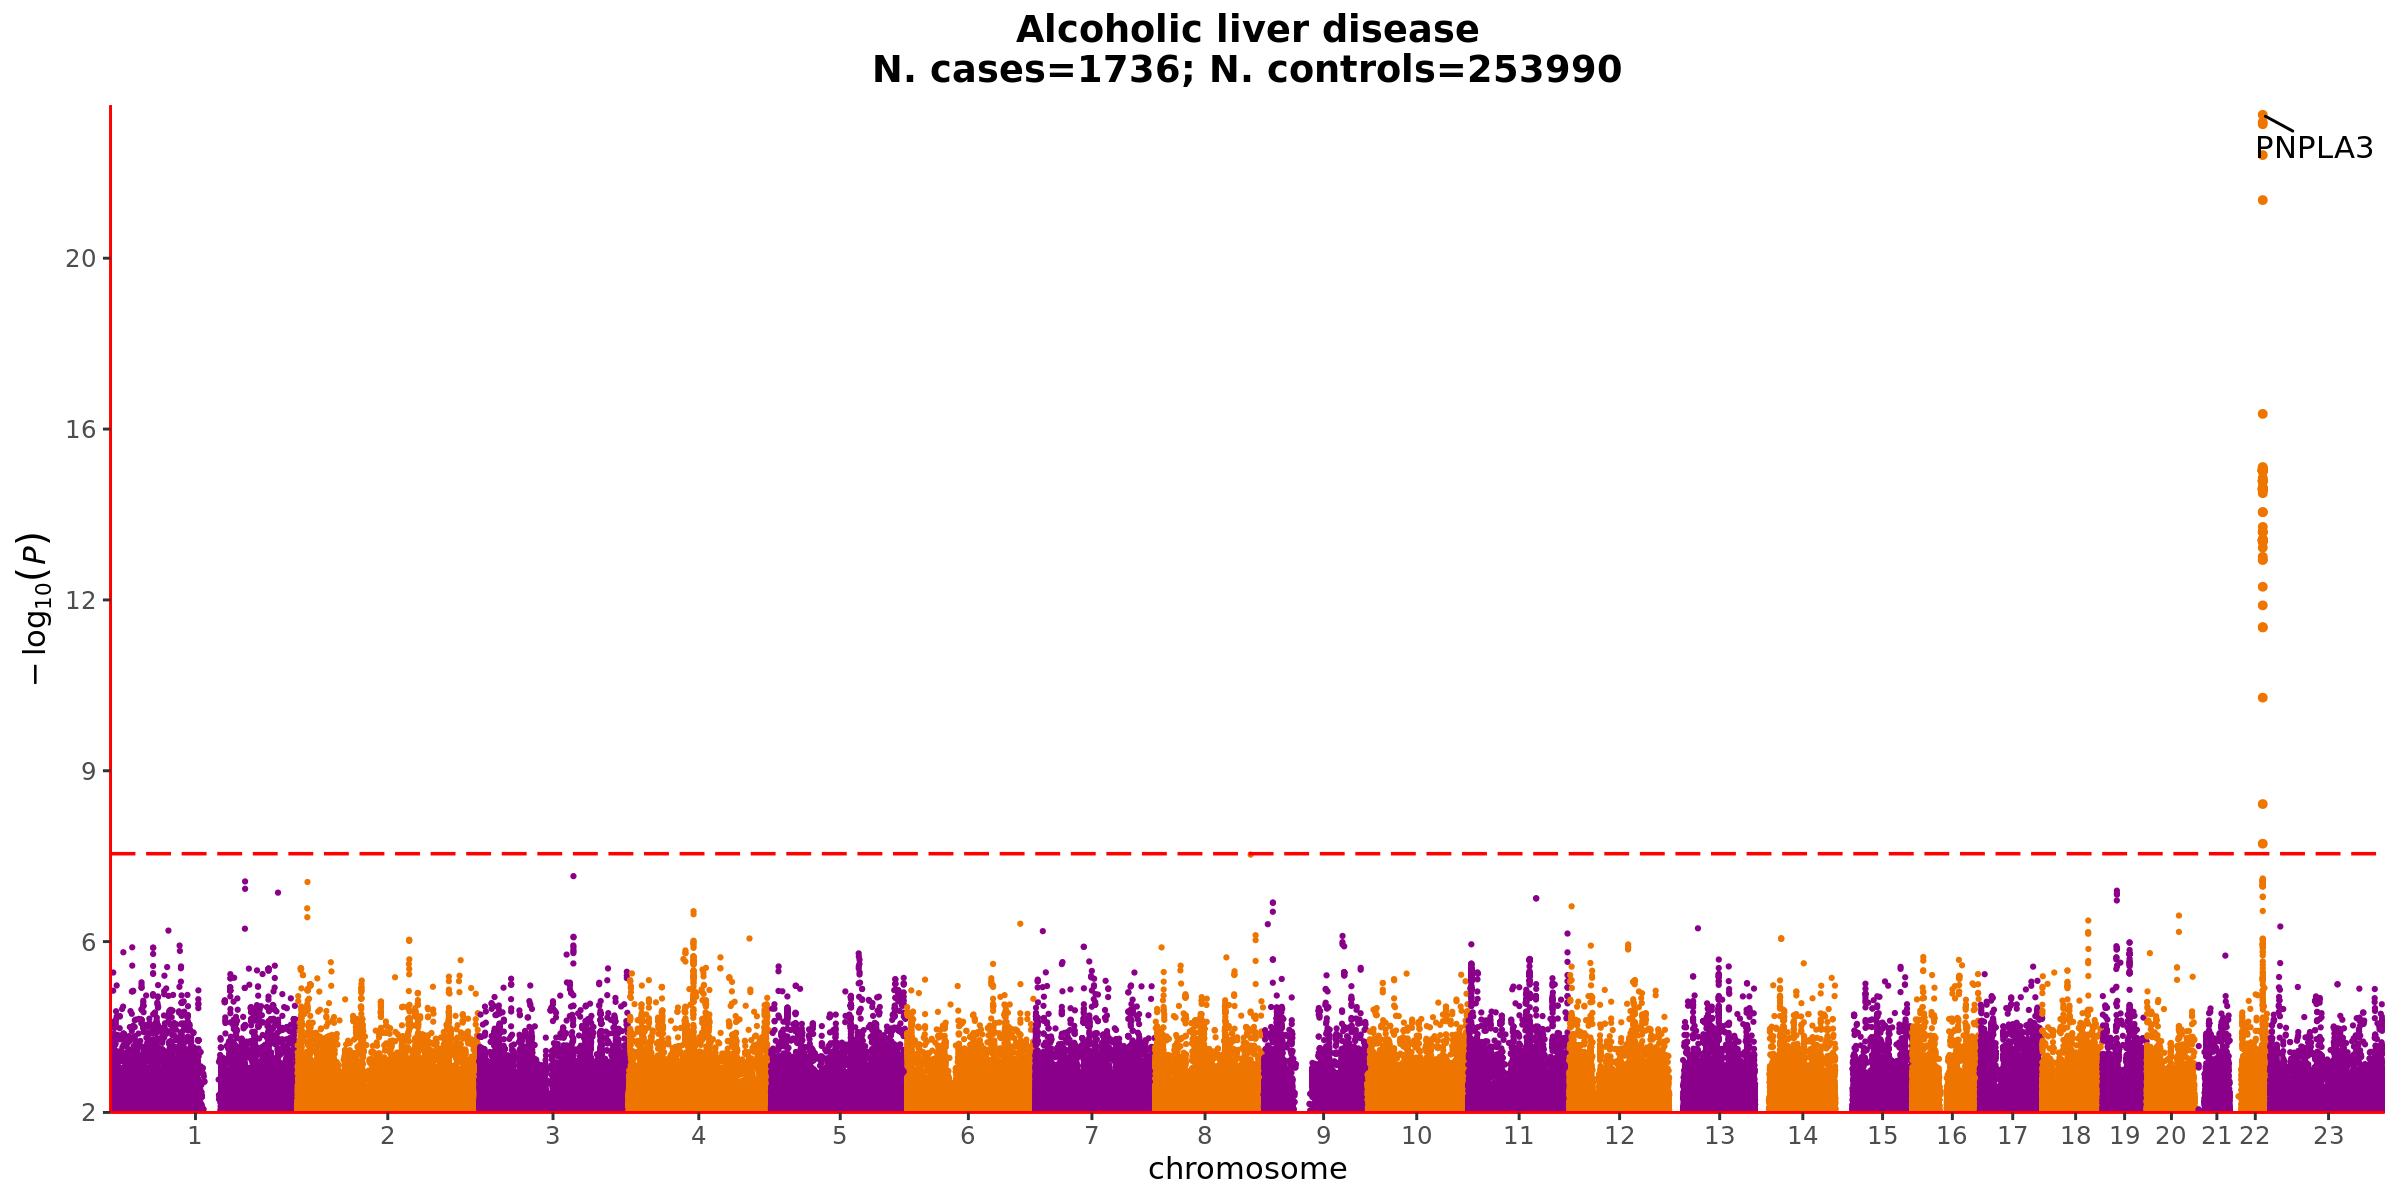 Alcoholic liver disease
N. cases=1736; N. controls=253990
PNPLA3
20
16
12
9
6
2
− log10(P)
1 2 3 4 5 6 7 8 9 10 11 12 13 14 15 16 17 18 19 20 21 22 23
chromosome